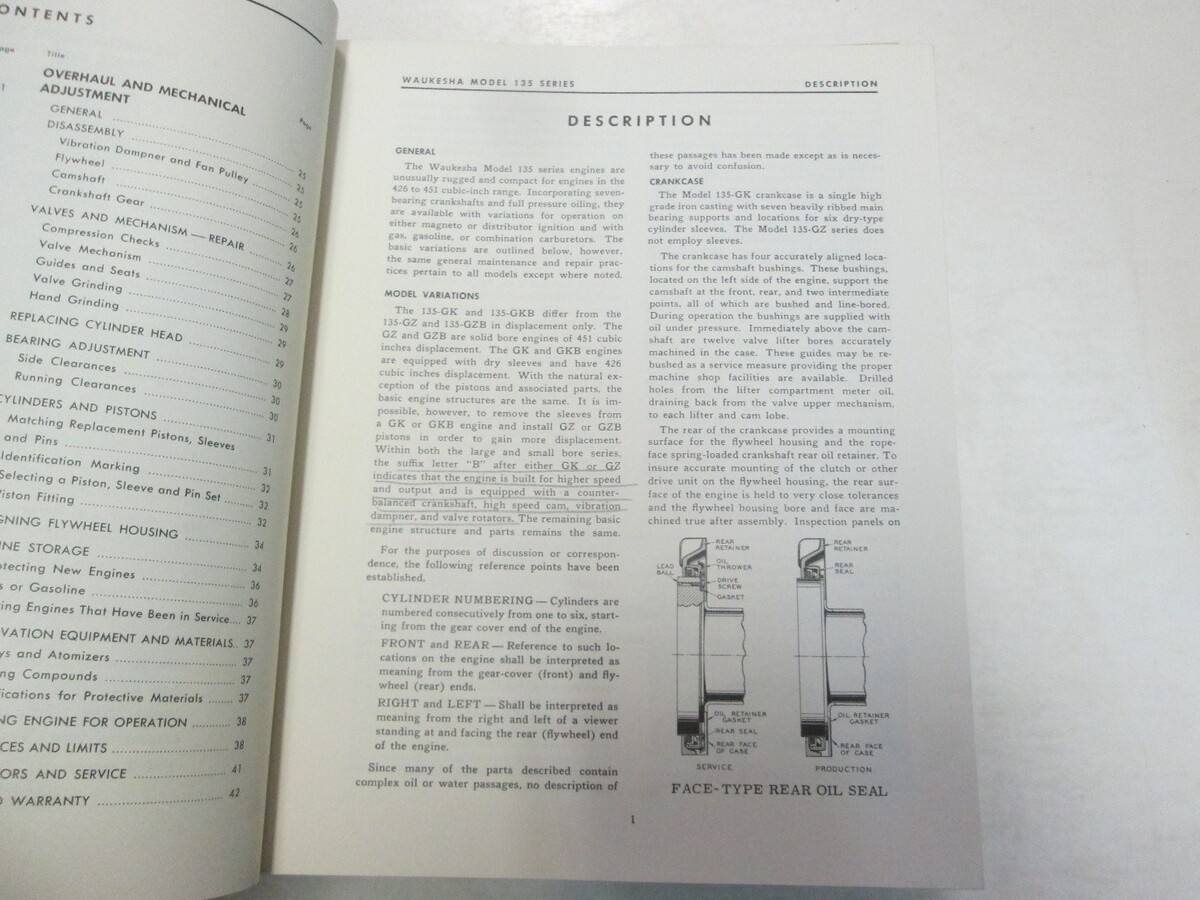 ONTENTS
Title
Page
1
OVERHAUL AND MECHANICAL
ADJUSTMENT
GENERAL 25
DISASSEMBLY 25
Vibration Dampner and Fan Pulley 25
Flywheel 25
Camshaft 26
Crankshaft Gear 26
VALVES AND MECHANISM — REPAIR 26
Compression Checks 27
Valve Mechanism 27
Guides and Seats 28
Valve Grinding 29
Hand Grinding 29
REPLACING CYLINDER HEAD 29
BEARING ADJUSTMENT 30
Side Clearances 30
Running Clearances 30
CYLINDERS AND PISTONS 31
Matching Replacement Pistons, Sleeves
and Pins 31
Identification Marking 32
Selecting a Piston, Sleeve and Pin Set 32
iston Fitting 32
GNING FLYWHEEL HOUSING 34
NE STORAGE 34
otecting New Engines 36
s or Gasoline 36
ing Engines That Have Been in Service.... 37
VATION EQUIPMENT AND MATERIALS.. 37
ys and Atomizers 37
ng Compounds 37
ications for Protective Materials 37
NG ENGINE FOR OPERATION 38
CES AND LIMITS 38
ORS AND SERVICE 41
WARRANTY 42
WAUKESHA MODEL 135 SERIES
DESCRIPTION
DESCRIPTION
GENERAL
The Waukesha Model 135 series engines are
unusually rugged and compact for engines in the
426 to 451 cubic-inch range. Incorporating seven-
bearing crankshafts and full pressure oiling, they
are available with variations for operation on
either magneto or distributor ignition and with
gas, gasoline, or combination carburetors. The
basic variations are outlined below, however,
the same general maintenance and repair prac-
tices pertain to all models except where noted.
MODEL VARIATIONS
The 135-GK and 135-GKB differ from the
135-GZ and 135-GZB in displacement only. The
GZ and GZB are solid bore engines of 451 cubic
inches displacement. The GK and GKB engines
are equipped with dry sleeves and have 426
cubic inches displacement. With the natural ex-
ception of the pistons and associated parts, the
basic engine structures are the same. It is im-
possible, however, to remove the sleeves from
a GK or GKB engine and install GZ or GZB
pistons in order to gain more displacement.
Within both the large and small bore series,
the suffix letter "B" after either GK or GZ
indicates that the engine is built for higher speed
and output and is equipped with a counter-
balanced crankshaft, high speed cam, vibration
dampner, and valve rotators. The remaining basic
engine structure and parts remains the same.
For the purposes of discussion or correspon-
dence, the following reference points have been
established.
CYLINDER NUMBERING — Cylinders are
numbered consecutively from one to six, start-
ing from the gear cover end of the engine.
FRONT and REAR — Reference to such lo-
cations on the engine shall be interpreted as
meaning from the gear-cover (front) and fly-
wheel (rear) ends.
RIGHT and LEFT — Shall be interpreted as
meaning from the right and left of a viewer
standing at and facing the rear (flywheel) end
of the engine.
Since many of the parts described contain
complex oil or water passages, no description of
these passages has been made except as is neces-
sary to avoid confusion.
CRANKCASE
The Model 135-GK crankcase is a single high
grade iron casting with seven heavily ribbed main
bearing supports and locations for six dry-type
cylinder sleeves. The Model 135-GZ series does
not employ sleeves.
The crankcase has four accurately aligned loca-
tions for the camshaft bushings. These bushings,
located on the left side of the engine, support the
camshaft at the front, rear, and two intermediate
points, all of which are bushed and line-bored.
During operation the bushings are supplied with
oil under pressure. Immediately above the cam-
shaft are twelve valve lifter bores accurately
machined in the case. These guides may be re-
bushed as a service measure providing the proper
machine shop facilities are available. Drilled
holes from the lifter compartment meter oil,
draining back from the valve upper mechanism,
to each lifter and cam lobe.
The rear of the crankcase provides a mounting
surface for the flywheel housing and the rope-
face spring-loaded crankshaft rear oil retainer. To
insure accurate mounting of the clutch or other
drive unit on the flywheel housing, the rear sur-
face of the engine is held to very close tolerances
and the flywheel housing bore and face are ma-
chined true after assembly. Inspection panels on
REAR
RETAINER
OIL
THROWER
LEAD
BALL
DRIVE
SCREW
GASKET
OIL RETAINER
GASKET
REAR SEAL
REAR FACE
OF CASE
SERVICE
REAR
RETAINER
REAR
SEAL
OIL RETAINER
GASKET
REAR FACE
OF CASE
PRODUCTION
FACE-TYPE REAR OIL SEAL
1